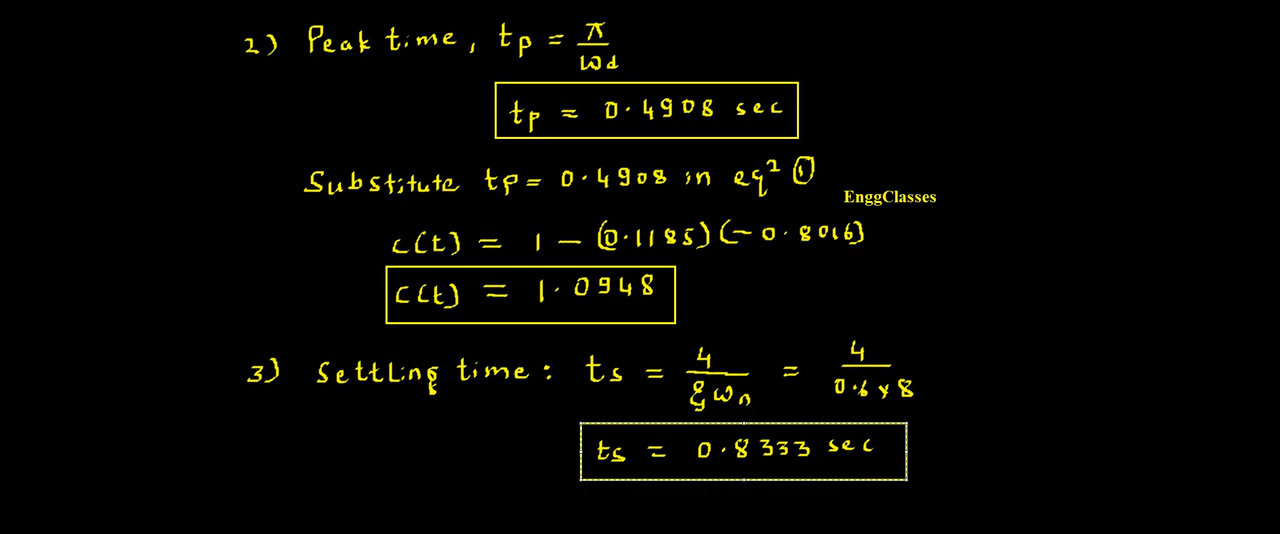 2) Peak time, tp = π/ωd
tp = 0.4908 sec
Substitute tp = 0.4908 in eq² ①
EnggClasses
c(t) = 1 − (0.1185)(−0.8016)
c(t) = 1.0948
3) Settling time: ts = 4/ξωn = 4/0.6×8
ts = 0.8333 sec